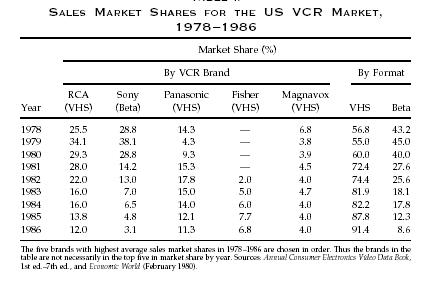 SALES MARKET SHARES FOR THE US VCR MARKET,
1978–1986
Market Share (%)
By VCR Brand By Format
RCA Sony Panasonic Fisher Magnavox
Year (VHS) (Beta) (VHS) (VHS) (VHS) VHS Beta
1978 25.5 28.8 14.3 — 6.8 56.8 43.2
1979 34.1 38.1 4.3 — 3.8 55.0 45.0
1980 29.3 28.8 9.3 — 3.9 60.0 40.0
1981 28.0 14.2 15.3 — 4.5 72.4 27.6
1982 22.0 13.0 17.8 2.0 4.0 74.4 25.6
1983 16.0 7.0 15.0 5.0 4.7 81.9 18.1
1984 16.0 6.5 14.0 6.0 4.0 82.2 17.8
1985 13.8 4.8 12.1 7.7 4.0 87.8 12.3
1986 12.0 3.1 11.3 6.8 4.0 91.4 8.6
The five brands with highest average sales market shares in 1978–1986 are chosen in order. Thus the brands in the
table are not necessarily in the top five in market share by year. Sources: Annual Consumer Electronics Video Data Book,
1st ed.–7th ed., and Economic World (February 1980).